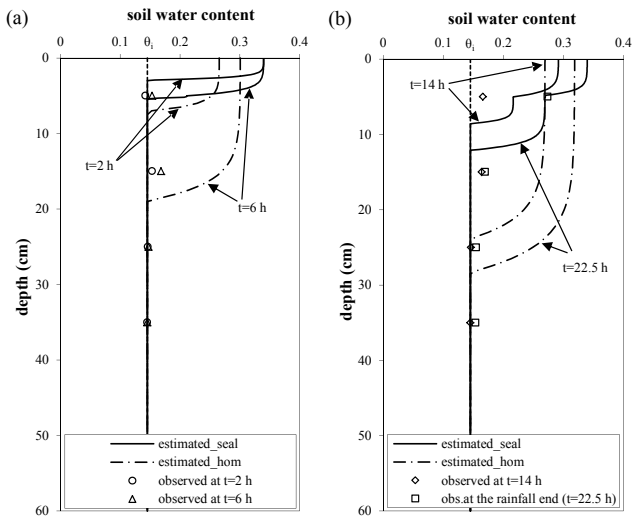 (a)
soil water content
0 0.1 θi 0.2 0.3 0.4
0
10
20
30
40
50
60
depth (cm)
t=2 h
t=6 h
estimated_seal
estimated_hom
observed at t=2 h
observed at t=6 h
(b)
soil water content
0 0.1 θi 0.2 0.3 0.4
0
10
20
30
40
50
60
depth (cm)
t=14 h
t=22.5 h
estimated_seal
estimated_hom
observed at t=14 h
obs.at the rainfall end (t=22.5 h)